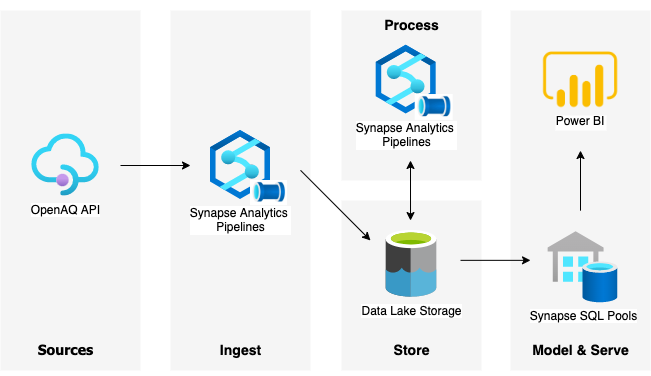 Process
OpenAQ API
Synapse Analytics
Pipelines
Synapse Analytics
Pipelines
Power BI
Data Lake Storage
Synapse SQL Pools
Sources
Ingest
Store
Model & Serve